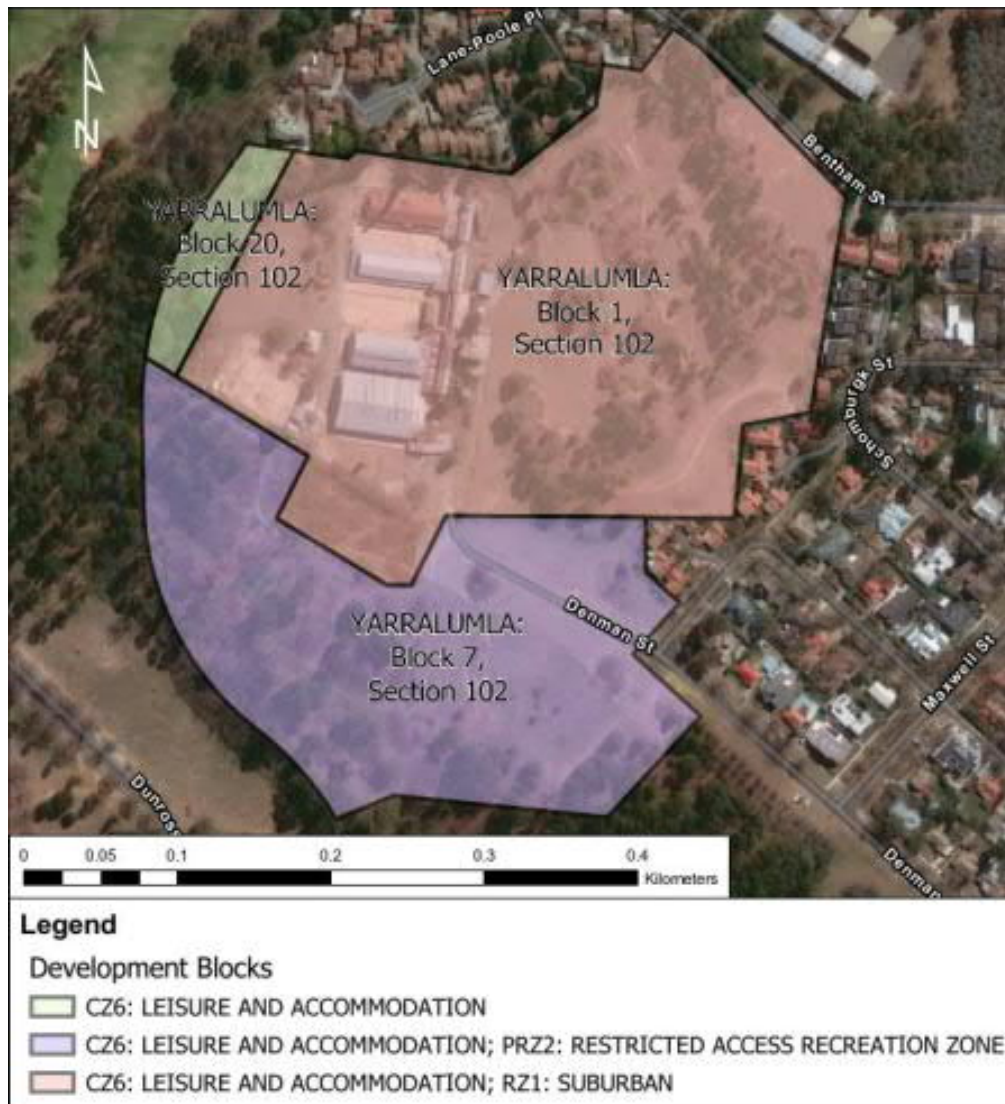 Lane-Poole Pl
N
Bentham St
YARRALUMLA:
Block 20,
Section 102
YARRALUMLA:
Block 1,
Section 102
Schomburgk St
Denman St
YARRALUMLA:
Block 7,
Section 102
Maxwell St
Dunross
Denman
0 0.05 0.1 0.2 0.3 0.4
Kilometers
Legend
Development Blocks
CZ6: LEISURE AND ACCOMMODATION
CZ6: LEISURE AND ACCOMMODATION; PRZ2: RESTRICTED ACCESS RECREATION ZONE
CZ6: LEISURE AND ACCOMMODATION; RZ1: SUBURBAN